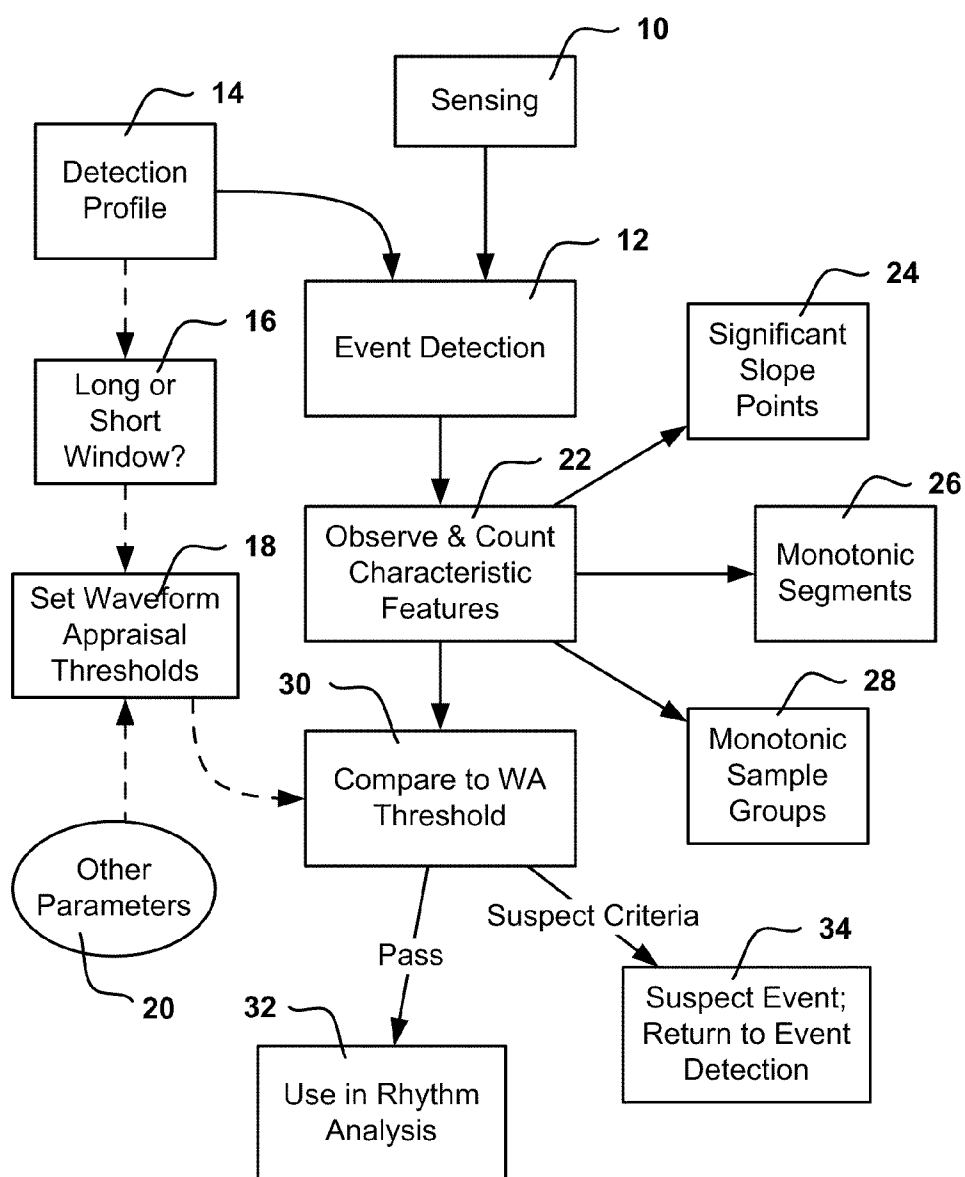 10
Sensing
14
Detection
Profile
12
Event Detection
24
Significant
Slope
Points
16
Long or
Short
Window?
22
Observe & Count
Characteristic
Features
26
Monotonic
Segments
18
Set Waveform
Appraisal
Thresholds
28
Monotonic
Sample
Groups
30
Compare to WA
Threshold
Other
Parameters
20
Pass
Suspect Criteria
34
Suspect Event;
Return to Event
Detection
32
Use in Rhythm
Analysis